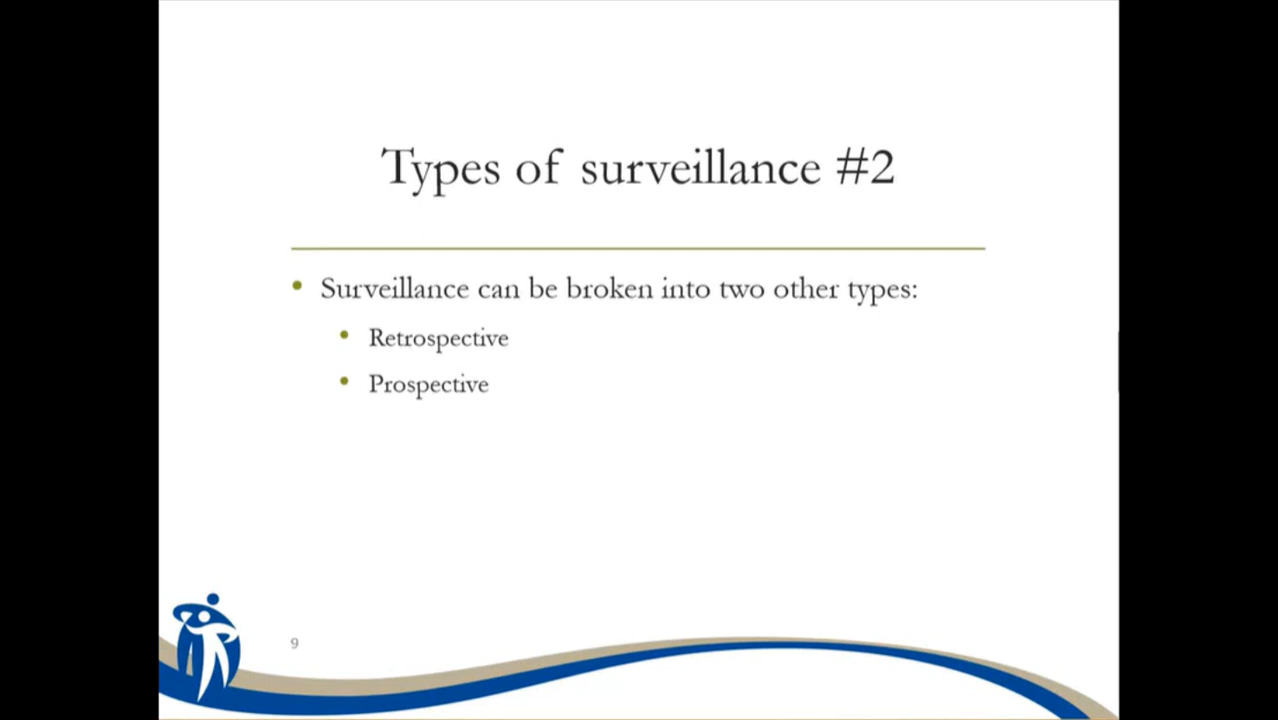 Types of surveillance #2
• Surveillance can be broken into two other types:
• Retrospective
• Prospective
9